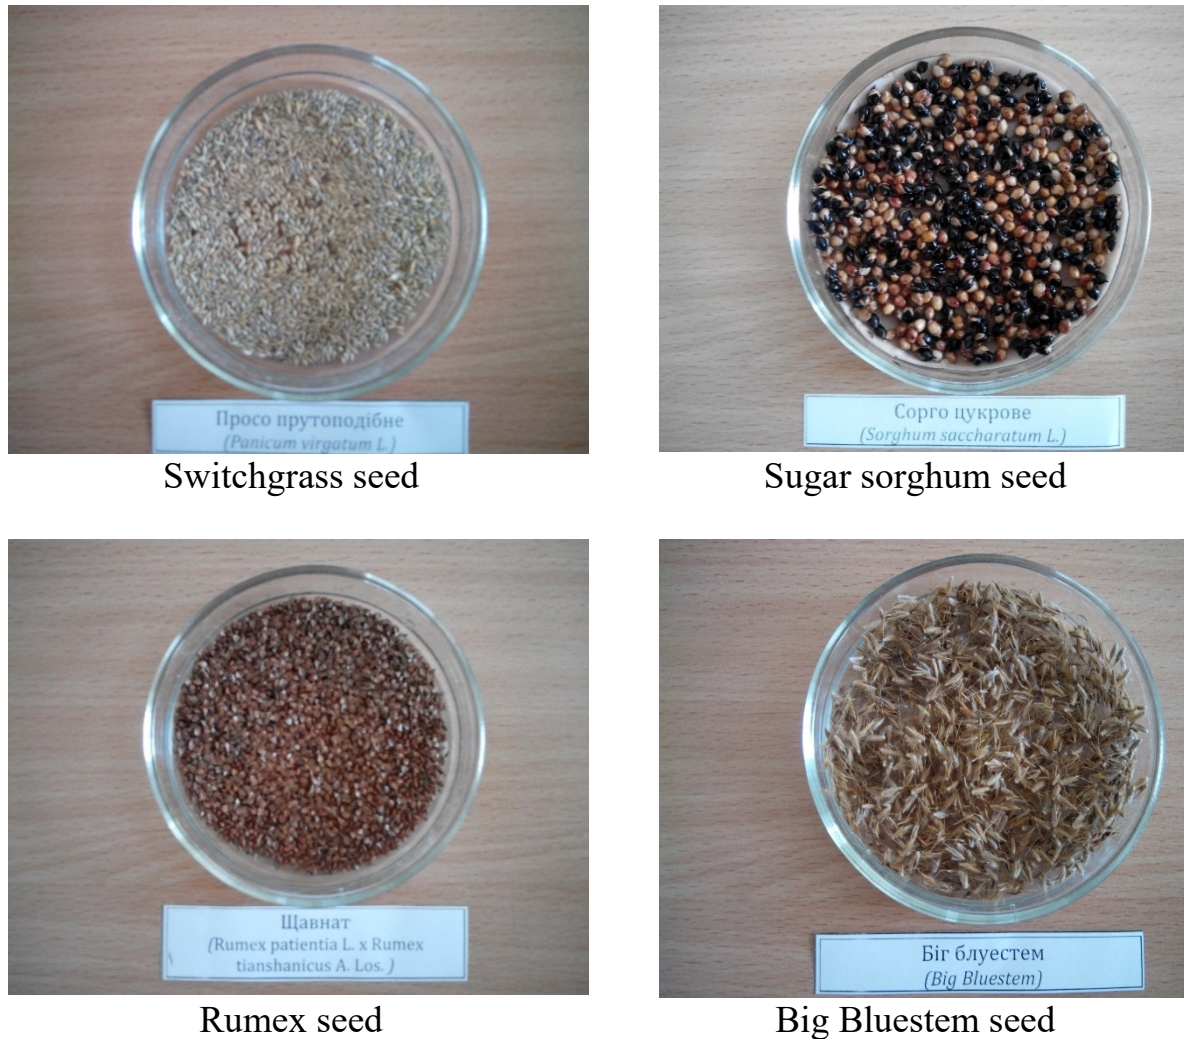 Просо прутоподібне
(Panicum virgatum L.)
Switchgrass seed
Сорго цукрове
(Sorghum saccharatum L.)
Sugar sorghum seed
Щавнат
(Rumex patientia L. x Rumex
tianshanicus A. Los. )
Rumex seed
Біг блуестем
(Big Bluestem)
Big Bluestem seed